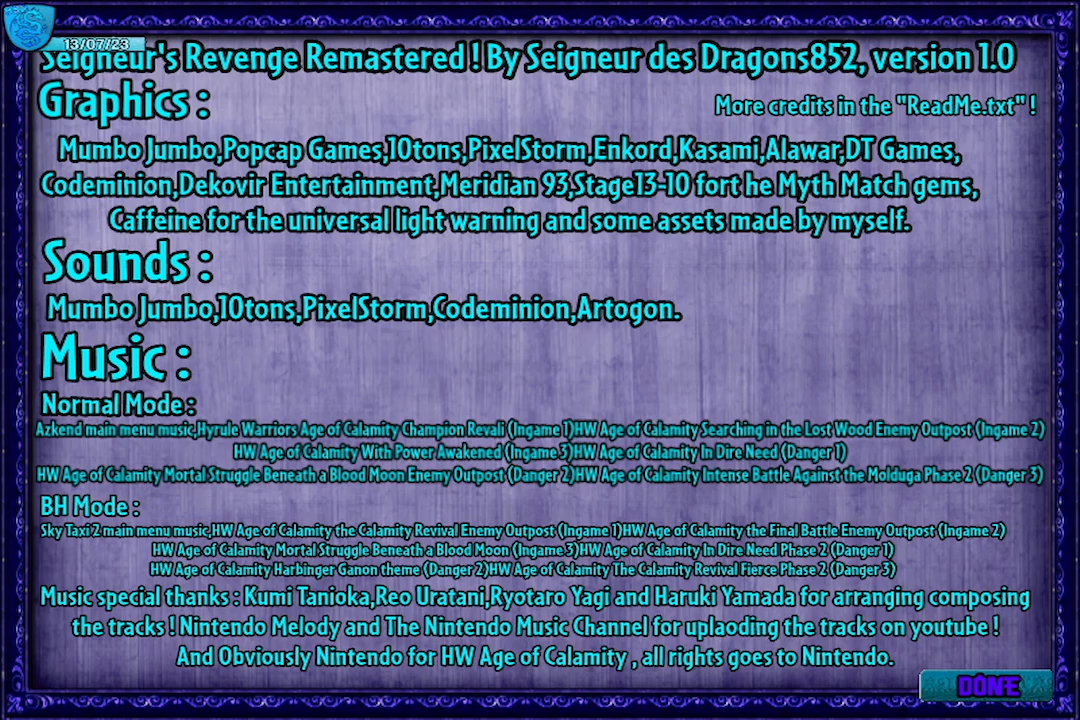 13/07/23
Seigneur's Revenge Remastered ! By Seigneur des Dragons852, version 1.0
Graphics :
More credits in the "ReadMe.txt" !
Mumbo Jumbo,Popcap Games,10tons,PixelStorm,Enkord,Kasami,Alawar,DT Games,
Codeminion,Dekovir Entertainment,Meridian 93,Stage13-10 fort he Myth Match gems,
Caffeine for the universal light warning and some assets made by myself.
Sounds :
Mumbo Jumbo,10tons,PixelStorm,Codeminion,Artogon.
Music :
Normal Mode :
Azkend main menu music,Hyrule Warriors Age of Calamity Champion Revali (Ingame 1)HW Age of Calamity Searching in the Lost Wood Enemy Outpost (Ingame 2)
HW Age of Calamity With Power Awakened (Ingame 3)HW Age of Calamity In Dire Need (Danger 1)
HW Age of Calamity Mortal Struggle Beneath a Blood Moon Enemy Outpost (Danger 2)HW Age of Calamity Intense Battle Against the Molduga Phase 2 (Danger 3)
BH Mode :
Sky Taxi 2 main menu music,HW Age of Calamity the Calamity Revival Enemy Outpost (Ingame 1)HW Age of Calamity the Final Battle Enemy Outpost (Ingame 2)
HW Age of Calamity Mortal Struggle Beneath a Blood Moon (Ingame 3)HW Age of Calamity In Dire Need Phase 2 (Danger 1)
HW Age of Calamity Harbinger Ganon theme (Danger 2)HW Age of Calamity The Calamity Revival Fierce Phase 2 (Danger 3)
Music special thanks : Kumi Tanioka,Reo Uratani,Ryotaro Yagi and Haruki Yamada for arranging composing
the tracks ! Nintendo Melody and The Nintendo Music Channel for uplaoding the tracks on youtube !
And Obviously Nintendo for HW Age of Calamity , all rights goes to Nintendo.
DONE